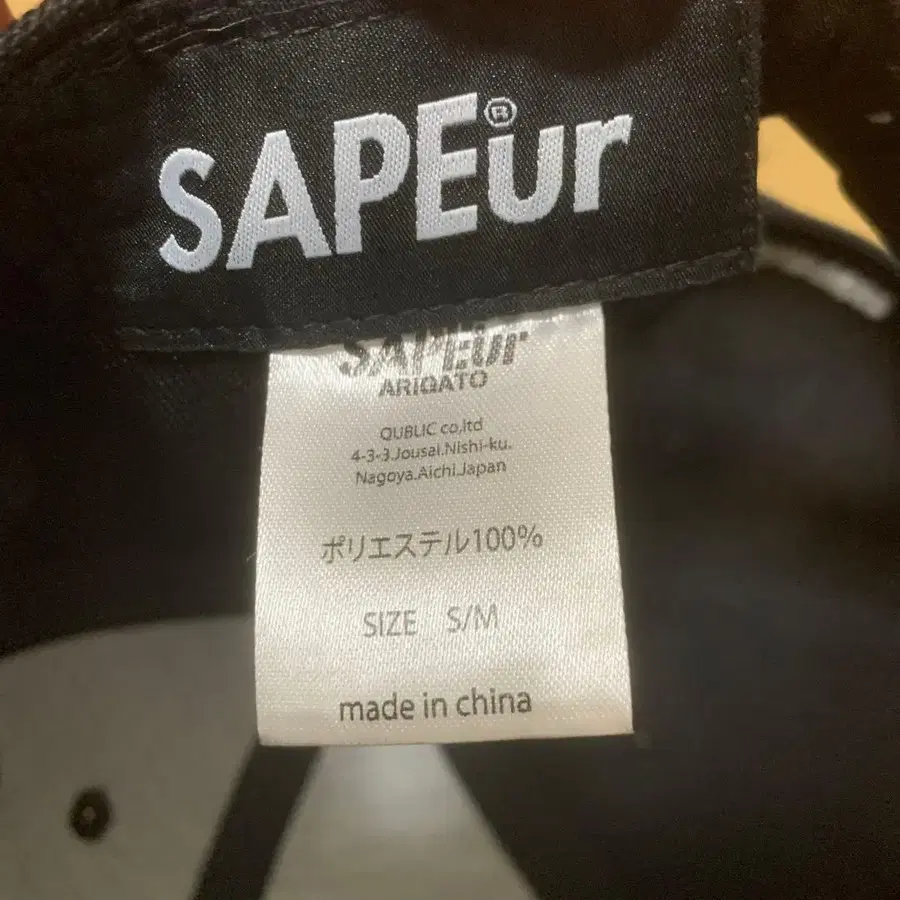 SAPEur®
SAPEur
ARIGATO
QUBLIC co,ltd
4-3-3.Jousai.Nishi-ku.
Nagoya.Aichi.Japan
ポリエステル100%
SIZE S/M
made in china